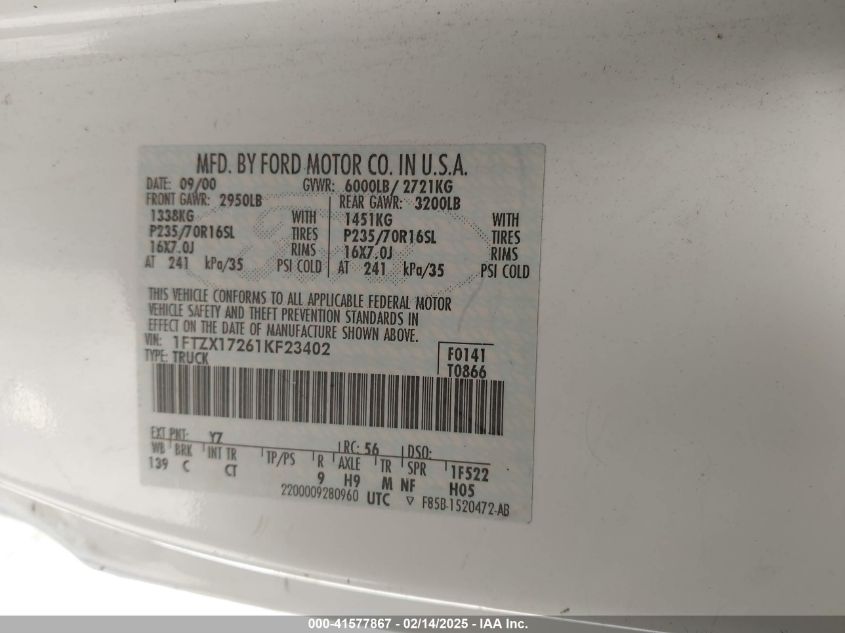 MFD. BY FORD MOTOR CO. IN U.S.A.
DATE: 09/00 GVWR: 6000LB/ 2721KG
FRONT GAWR: 2950LB REAR GAWR: 3200LB
1338KG WITH 1451KG WITH
P235/70R16SL TIRES P235/70R16SL TIRES
16X7.0J RIMS 16X7.0J RIMS
AT 241 kPa/35 PSI COLD AT 241 kPa/35 PSI COLD
THIS VEHICLE CONFORMS TO ALL APPLICABLE FEDERAL MOTOR
VEHICLE SAFETY AND THEFT PREVENTION STANDARDS IN
EFFECT ON THE DATE OF MANUFACTURE SHOWN ABOVE.
VIN: 1FTZX17261KF23402 F0141
TYPE: TRUCK T0866
EXT PNT: Y7 RC: 56 DSO:
WB BRK INT TR TP/PS R AXLE TR SPR 1F522
139 C CT 9 H9 M NF H05
2200009280960 UTC F85B-1520472-AB
000-41577867 - 02/14/2025 - IAA Inc.